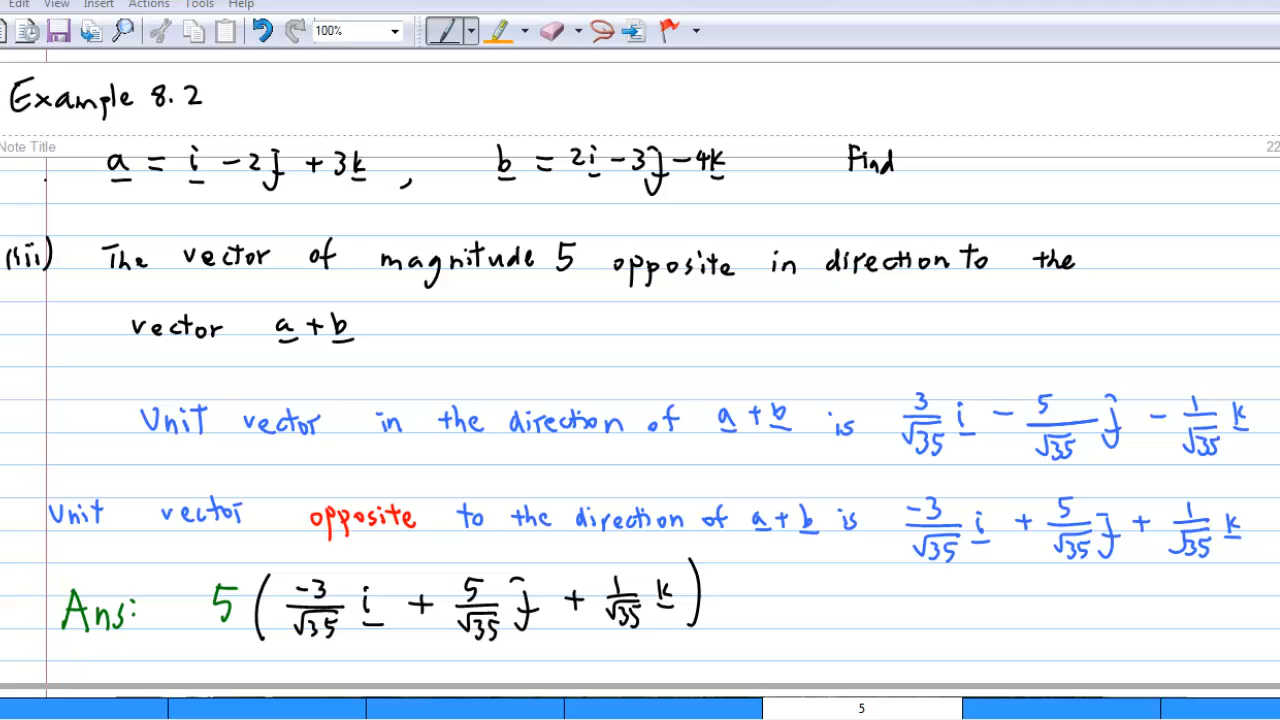 Edit View Insert Actions Tools Help
100%
Example 8.2
Note Title
22
a = i - 2j + 3k , b = 2i - 3j - 4k Find
(iii) The vector of magnitude 5 opposite in direction to the
vector a + b
Unit vector in the direction of a + b is 3/√35 i - 5/√35 j - 1/√35 k
Unit vector opposite to the direction of a + b is -3/√35 i + 5/√35 j + 1/√35 k
Ans: 5 ( -3/√35 i + 5/√35 j + 1/√35 k )
5